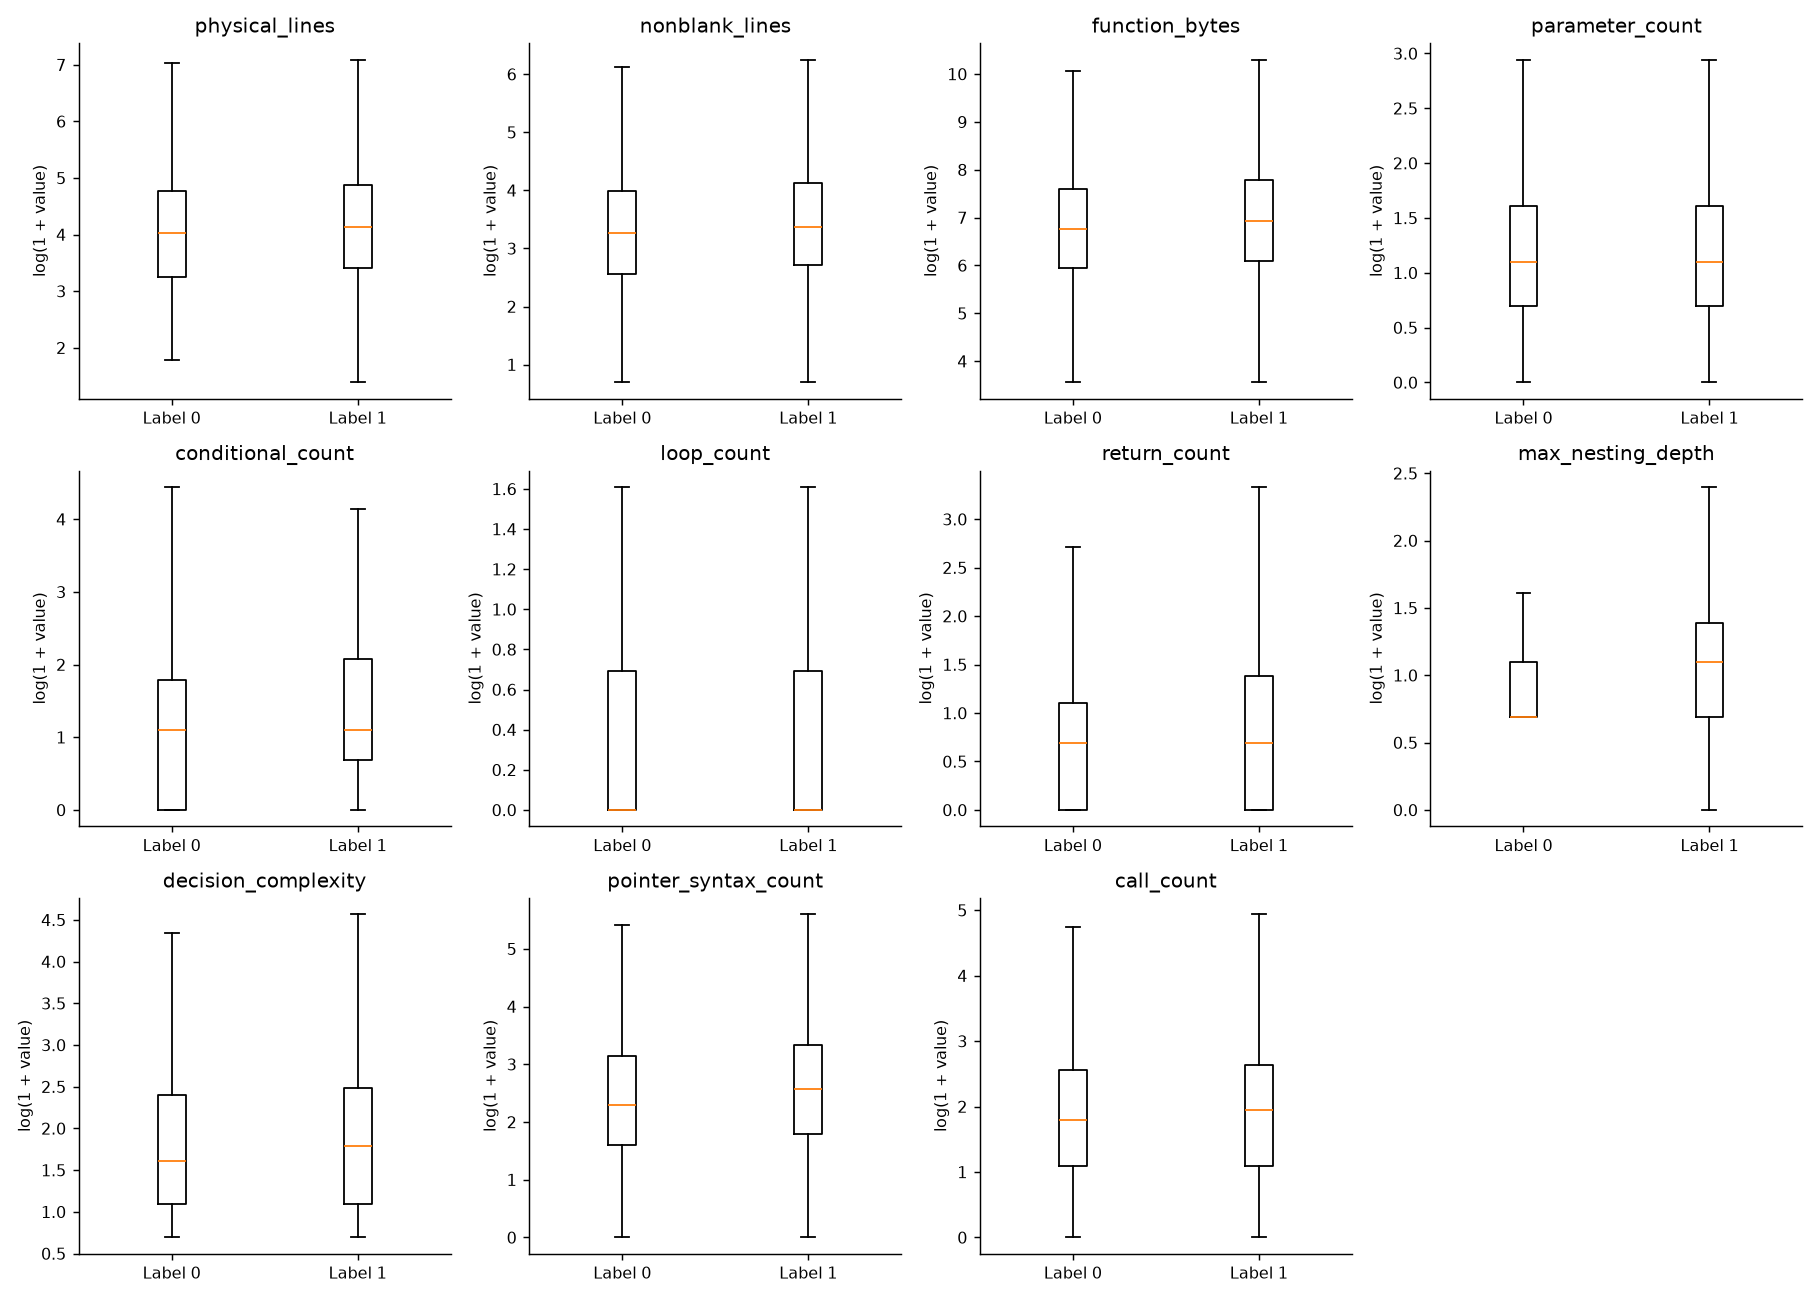 physical_lines
nonblank_lines
function_bytes
parameter_count
log(1 + value)
7
6
5
4
3
2
Label 0
Label 1
log(1 + value)
6
5
4
3
2
1
Label 0
Label 1
log(1 + value)
10
9
8
7
6
5
4
Label 0
Label 1
log(1 + value)
3.0
2.5
2.0
1.5
1.0
0.5
0.0
Label 0
Label 1
conditional_count
loop_count
return_count
max_nesting_depth
log(1 + value)
4
3
2
1
0
Label 0
Label 1
log(1 + value)
1.6
1.4
1.2
1.0
0.8
0.6
0.4
0.2
0.0
Label 0
Label 1
log(1 + value)
3.0
2.5
2.0
1.5
1.0
0.5
0.0
Label 0
Label 1
log(1 + value)
2.5
2.0
1.5
1.0
0.5
0.0
Label 0
Label 1
decision_complexity
pointer_syntax_count
call_count
log(1 + value)
4.5
4.0
3.5
3.0
2.5
2.0
1.5
1.0
0.5
Label 0
Label 1
log(1 + value)
5
4
3
2
1
0
Label 0
Label 1
log(1 + value)
5
4
3
2
1
0
Label 0
Label 1